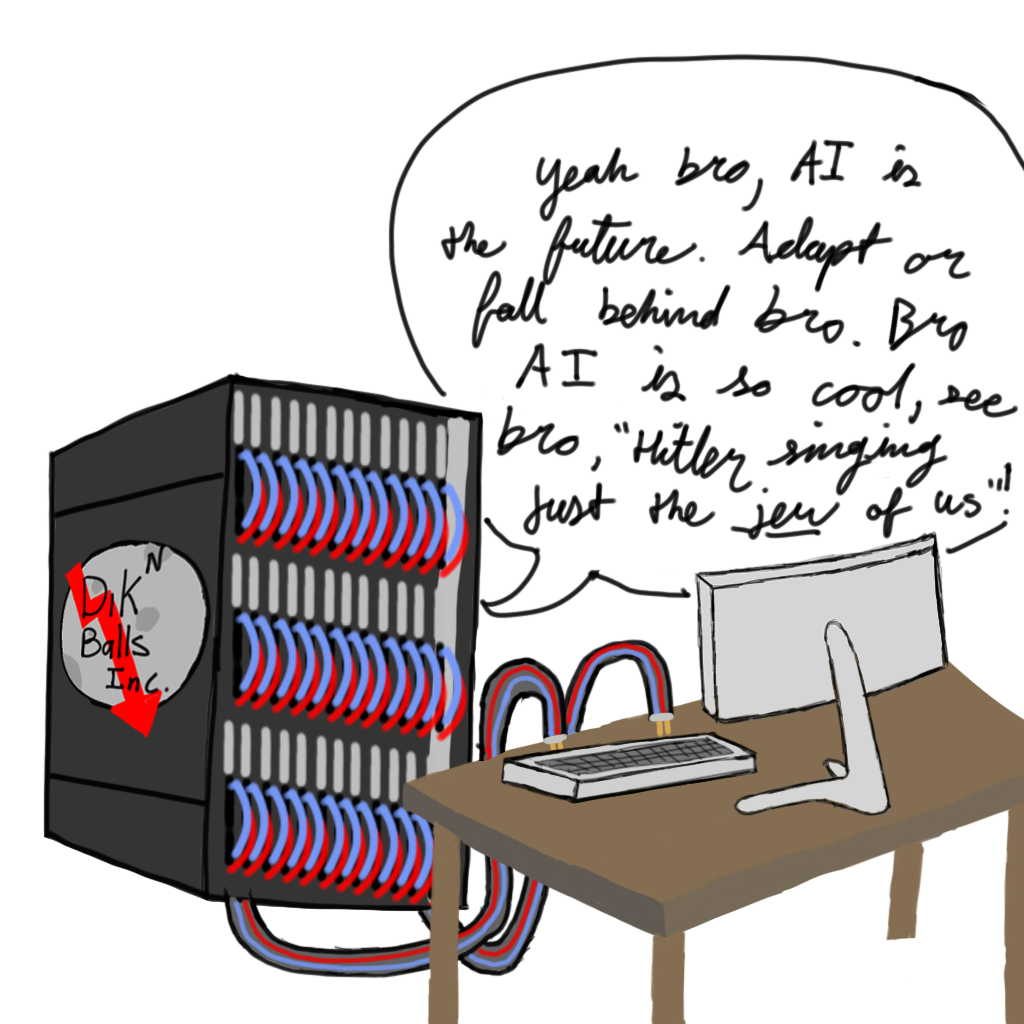 Yeah bro, AI is
the future. Adapt or
fall behind bro. Bro
AI is so cool, see
bro, "Hitler singing
Just the jew of us"!
DiK N
Balls
Inc.